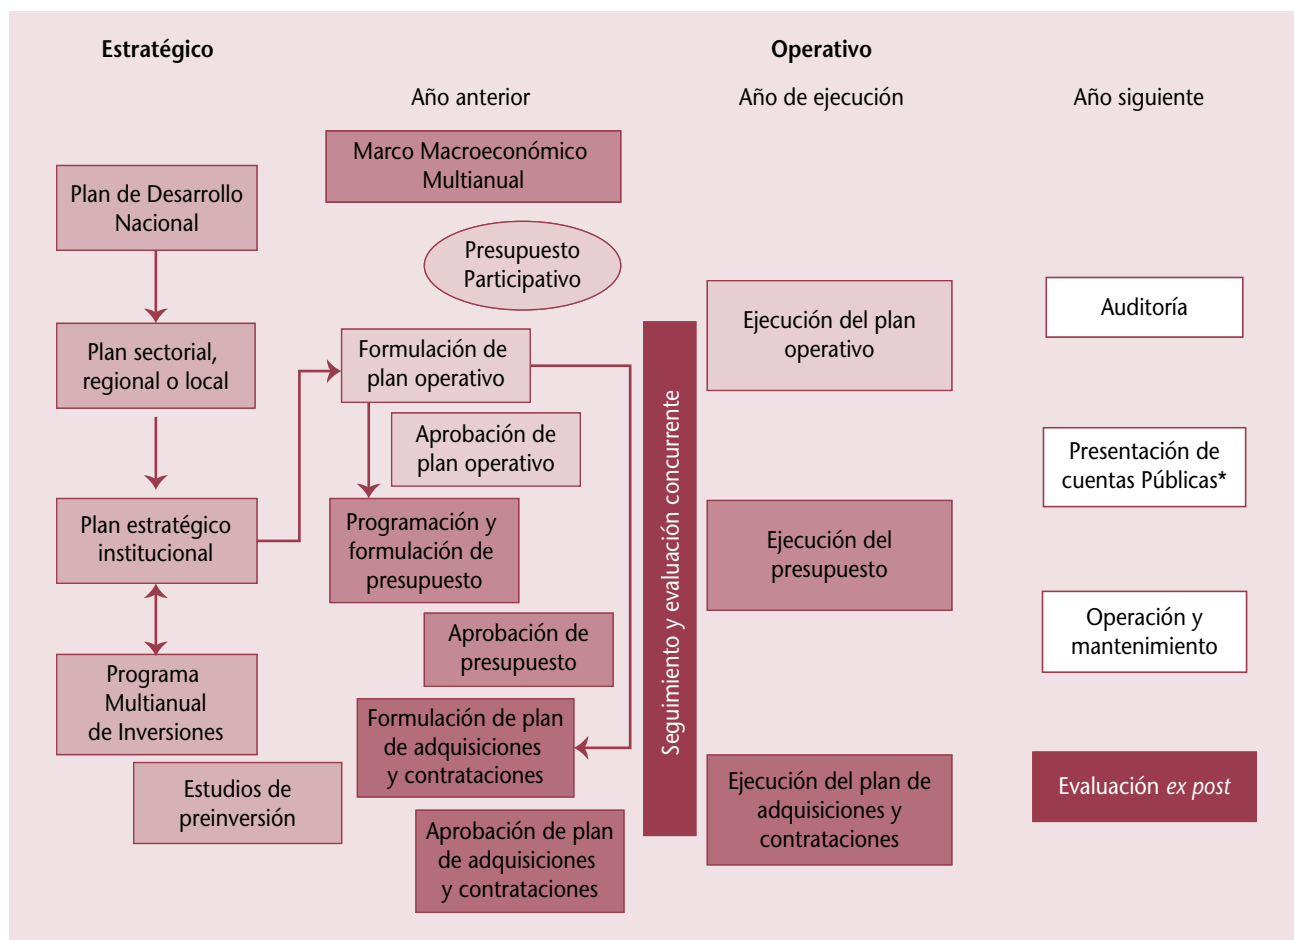 Estratégico
Operativo
Año anterior
Año de ejecución
Año siguiente
Plan de Desarrollo
Nacional
Plan sectorial,
regional o local
Plan estratégico
institucional
Programa
Multianual
de Inversiones
Estudios de
preinversión
Marco Macroeconómico
Multianual
Presupuesto
Participativo
Formulación de
plan operativo
Aprobación de
plan operativo
Programación y
formulación de
presupuesto
Aprobación de
presupuesto
Formulación de plan
de adquisiciones
y contrataciones
Aprobación de plan
de adquisiciones
y contrataciones
Seguimiento y evaluación concurrente
Ejecución del plan
operativo
Ejecución del
presupuesto
Ejecución del plan de
adquisiciones y
contrataciones
Auditoría
Presentación de
cuentas Públicas*
Operación y
mantenimiento
Evaluación ex post